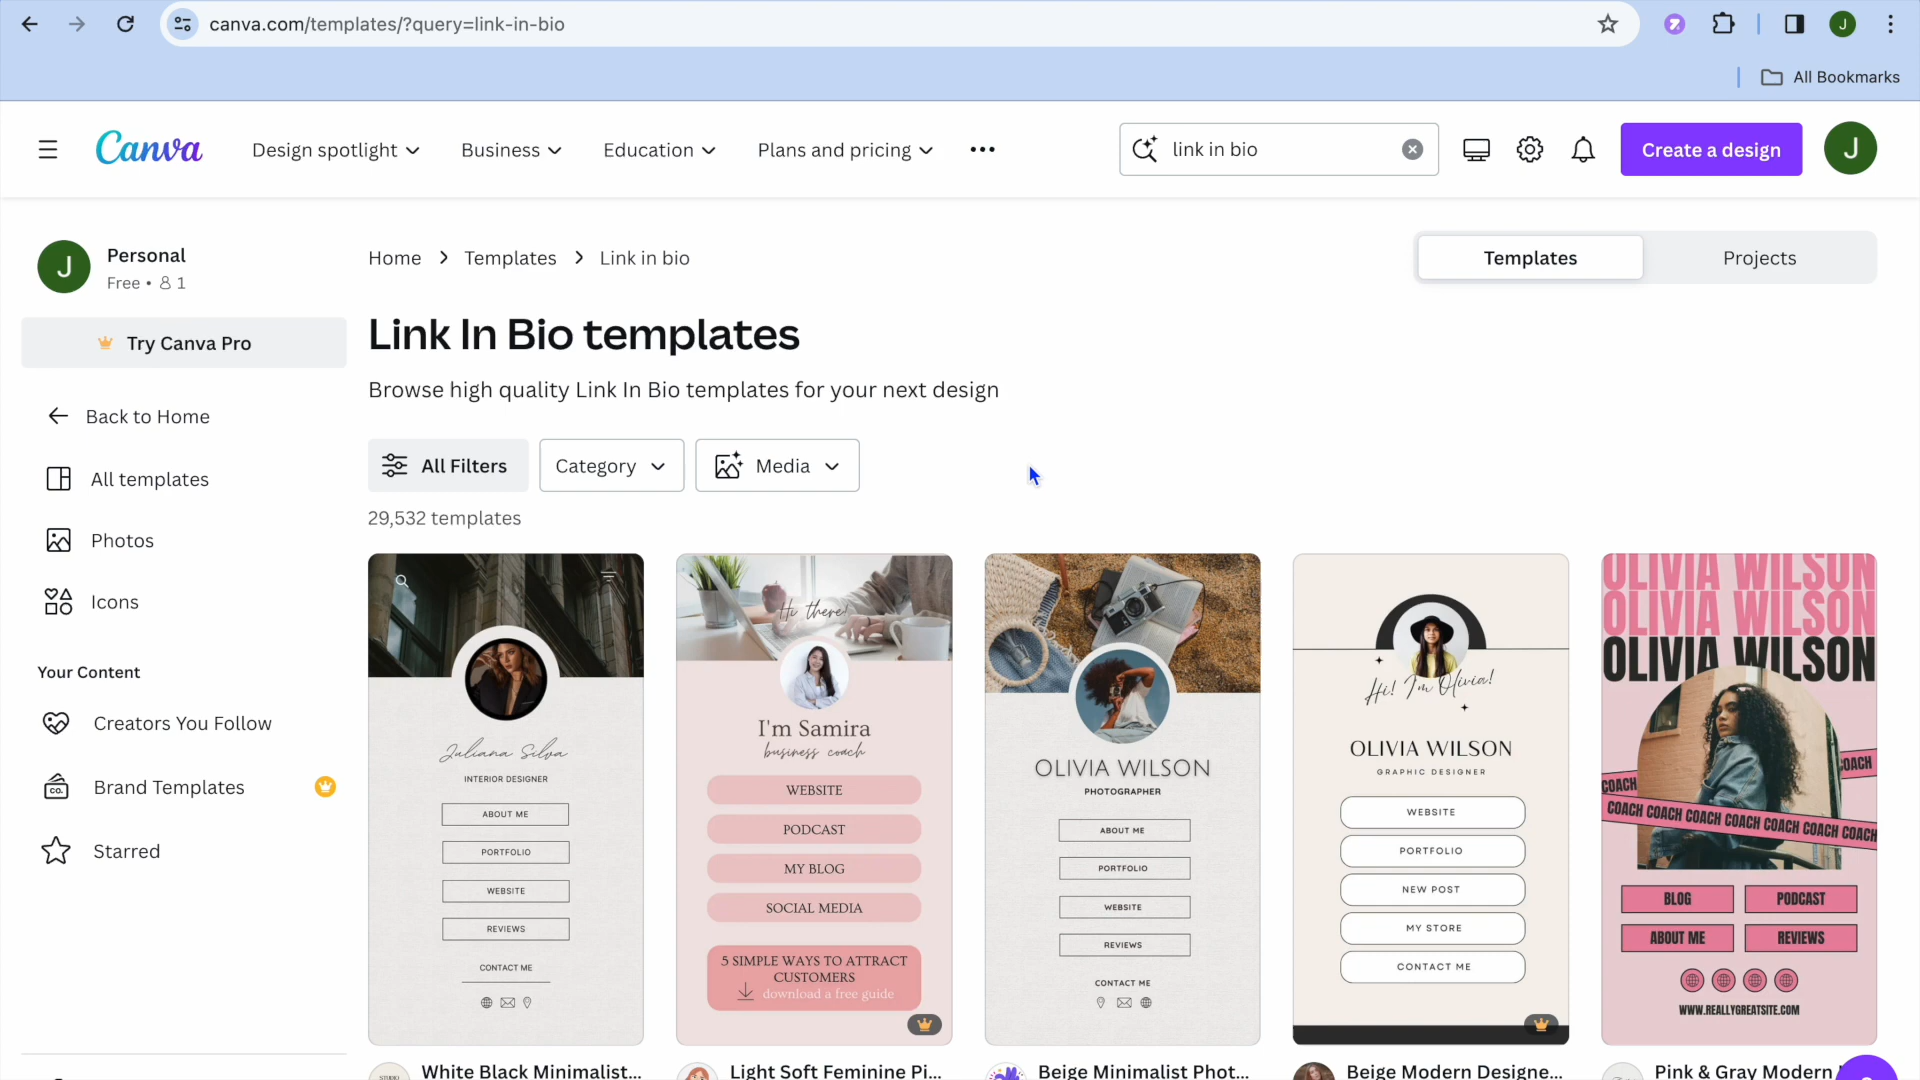 canva.com/templates/?query=link-in-bio
J
All Bookmarks
Canva
Design spotlight
Business
Education
Plans and pricing
link in bio
Create a design
J
J
Personal
Free • 1
Try Canva Pro
Back to Home
All templates
Photos
Icons
Your Content
Creators You Follow
CO.
Brand Templates
Starred
Home > Templates > Link in bio
Templates
Projects
Link In Bio templates
Browse high quality Link In Bio templates for your next design
All Filters
Category
Media
29,532 templates
Juliana Silva
INTERIOR DESIGNER
ABOUT ME
PORTFOLIO
WEBSITE
REVIEWS
CONTACT ME
Hi there!
I'm Samira
business coach
WEBSITE
PODCAST
MY BLOG
SOCIAL MEDIA
5 SIMPLE WAYS TO ATTRACT
CUSTOMERS
download a free guide
OLIVIA WILSON
PHOTOGRAPHER
ABOUT ME
PORTFOLIO
WEBSITE
REVIEWS
CONTACT ME
Hi! I'm Olivia!
OLIVIA WILSON
GRAPHIC DESIGNER
WEBSITE
PORTFOLIO
NEW POST
MY STORE
CONTACT ME
OLIVIA WILSON
OLIVIA WILSON
OLIVIA WILSON
COACH
COACH
COACH COACH COACH COACH COACH COACH COACH
BLOG
PODCAST
ABOUT ME
REVIEWS
WWW.REALLYGREATSITE.COM
STUDIO
White Black Minimalist...
Light Soft Feminine Pi...
Beige Minimalist Phot...
Beige Modern Designe...
Pink & Gray Modern